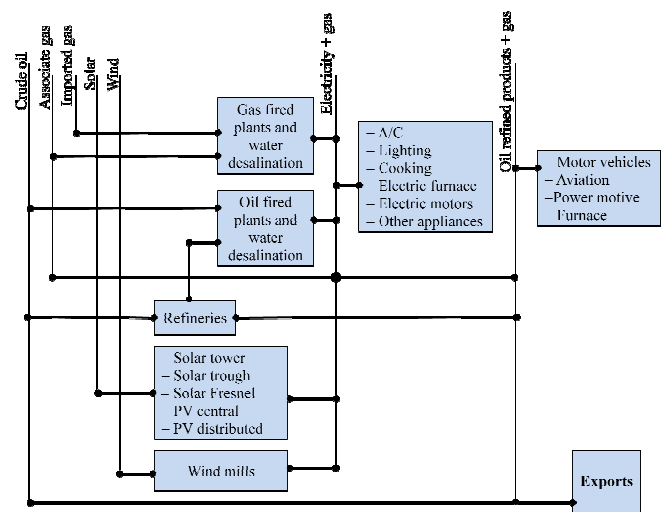 Crude oil
Associate gas
Imported gas
Solar
Wind
Electricity + gas
Oil refined products + gas
Gas fired
plants and
water
desalination
– A/C
– Lighting
– Cooking
Electric furnace
– Electric motors
– Other appliances
Motor vehicles
– Aviation
–Power motive
Furnace
Oil fired
plants and
water
desalination
Refineries
Solar tower
– Solar trough
– Solar Fresnel
PV central
– PV distributed
Wind mills
Exports